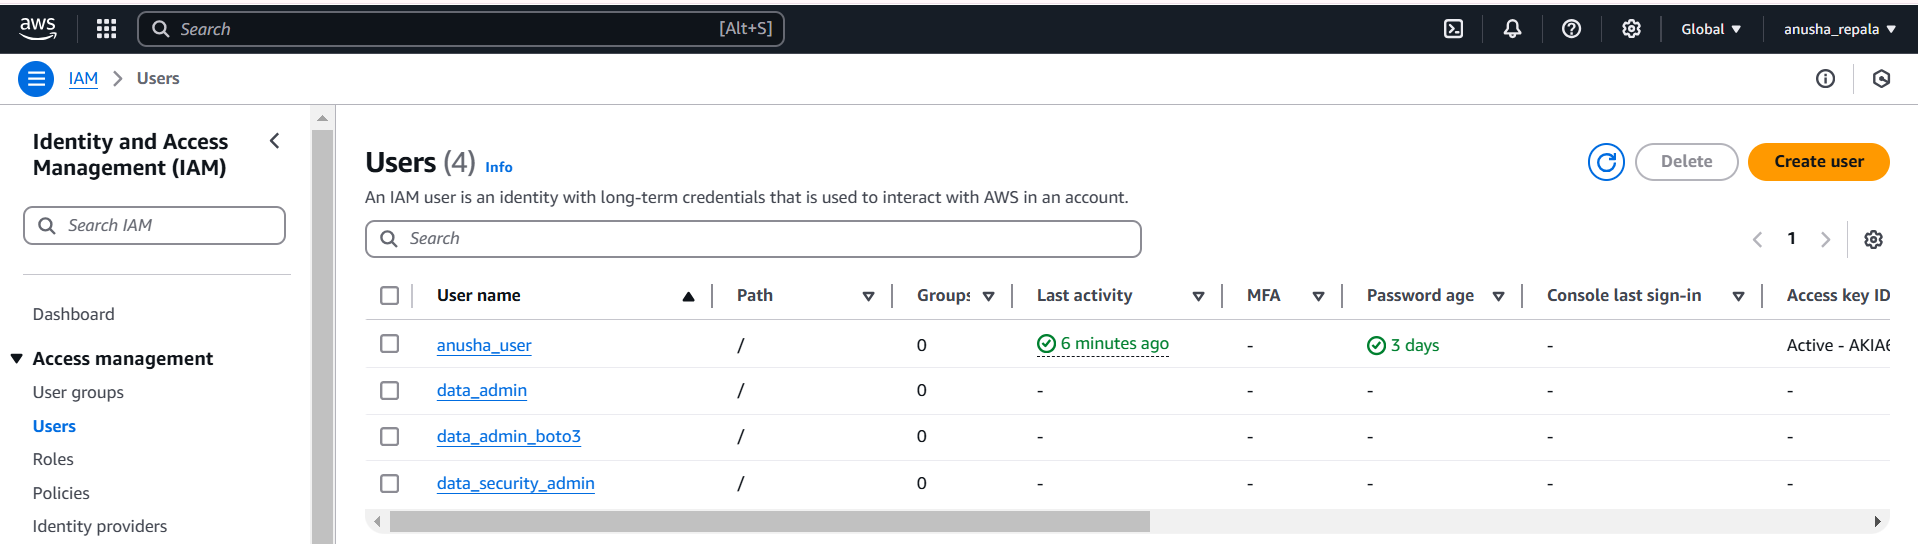 aws
Search [Alt+S] Global anusha_repala
IAM Users
Identity and Access
Management (IAM)
Search IAM
Dashboard
Access management
User groups
Users
Roles
Policies
Identity providers
Users (4) Info
Delete
Create user
An IAM user is an identity with long-term credentials that is used to interact with AWS in an account.
Search
1
User name Path Groups Last activity MFA Password age Console last sign-in Access key ID
anusha_user / 0 6 minutes ago - 3 days - Active - AKIA6
data_admin / 0 - - - - -
data_admin_boto3 / 0 - - - - -
data_security_admin / 0 - - - - -